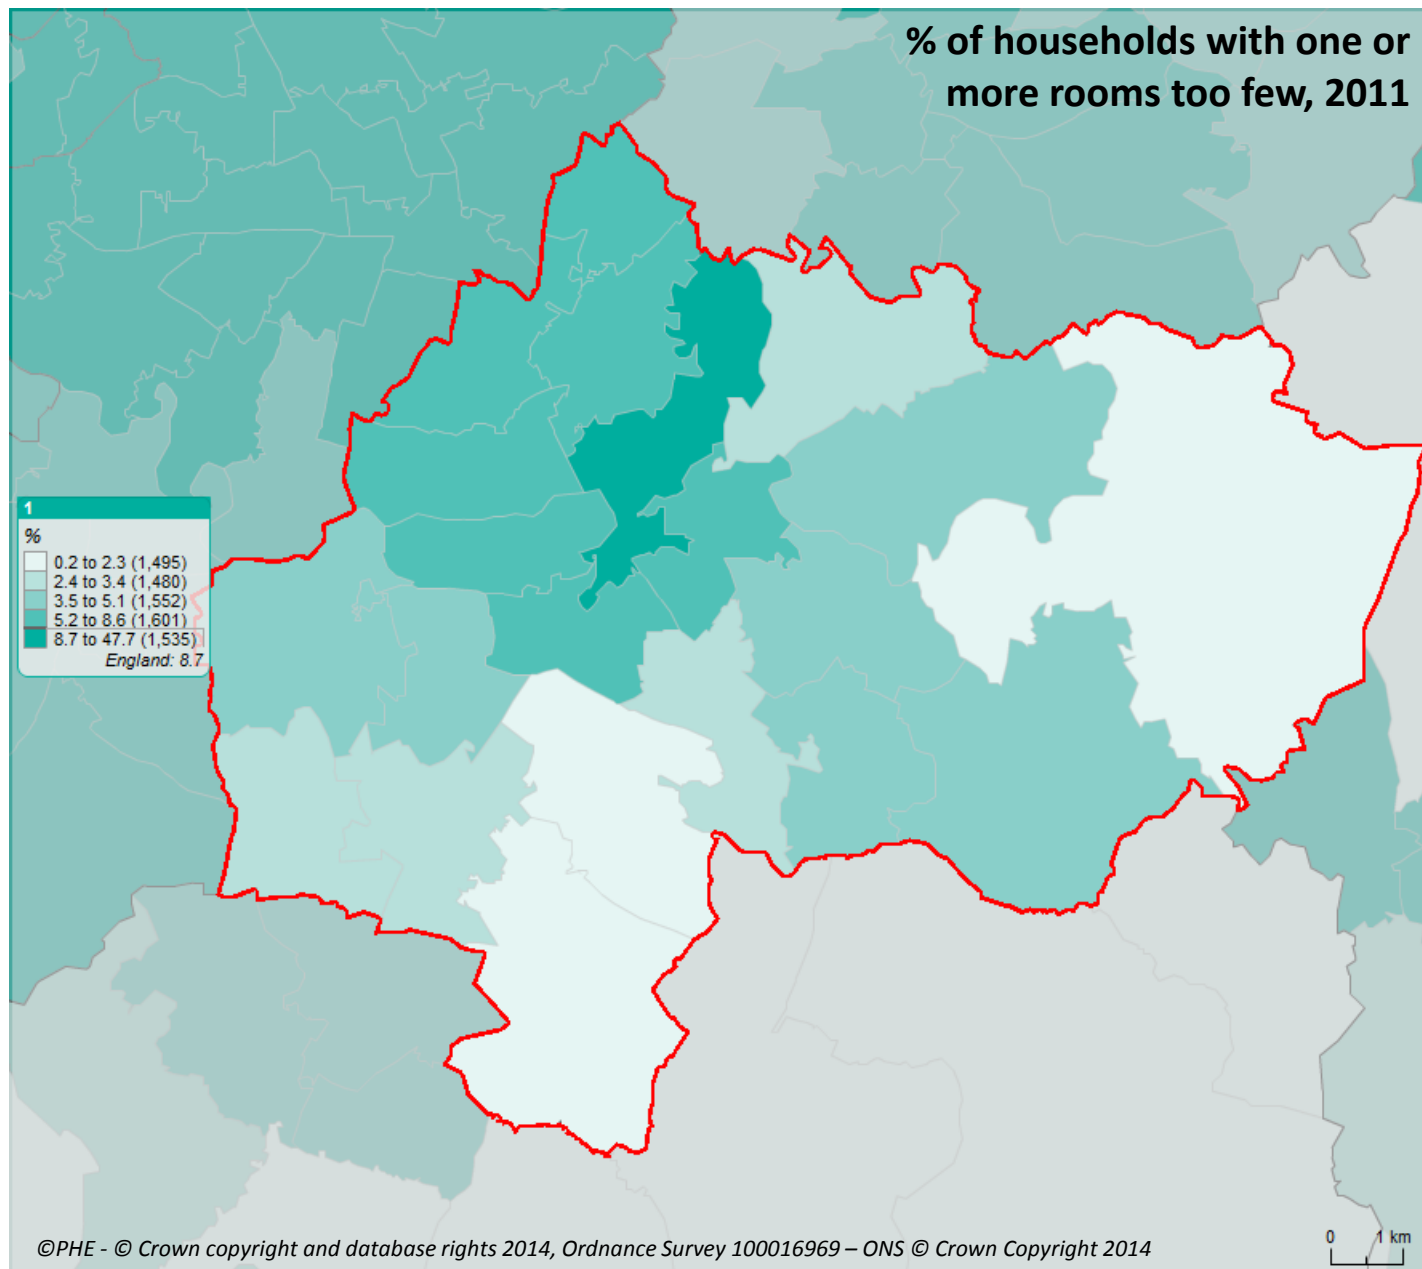 % of households with one or
more rooms too few, 2011
1
%
0.2 to 2.3 (1,495)
2.4 to 3.4 (1,480)
3.5 to 5.1 (1,552)
5.2 to 8.6 (1,601)
8.7 to 47.7 (1,535)
England: 8.7
©PHE - © Crown copyright and database rights 2014, Ordnance Survey 100016969 – ONS © Crown Copyright 2014
0 1 km